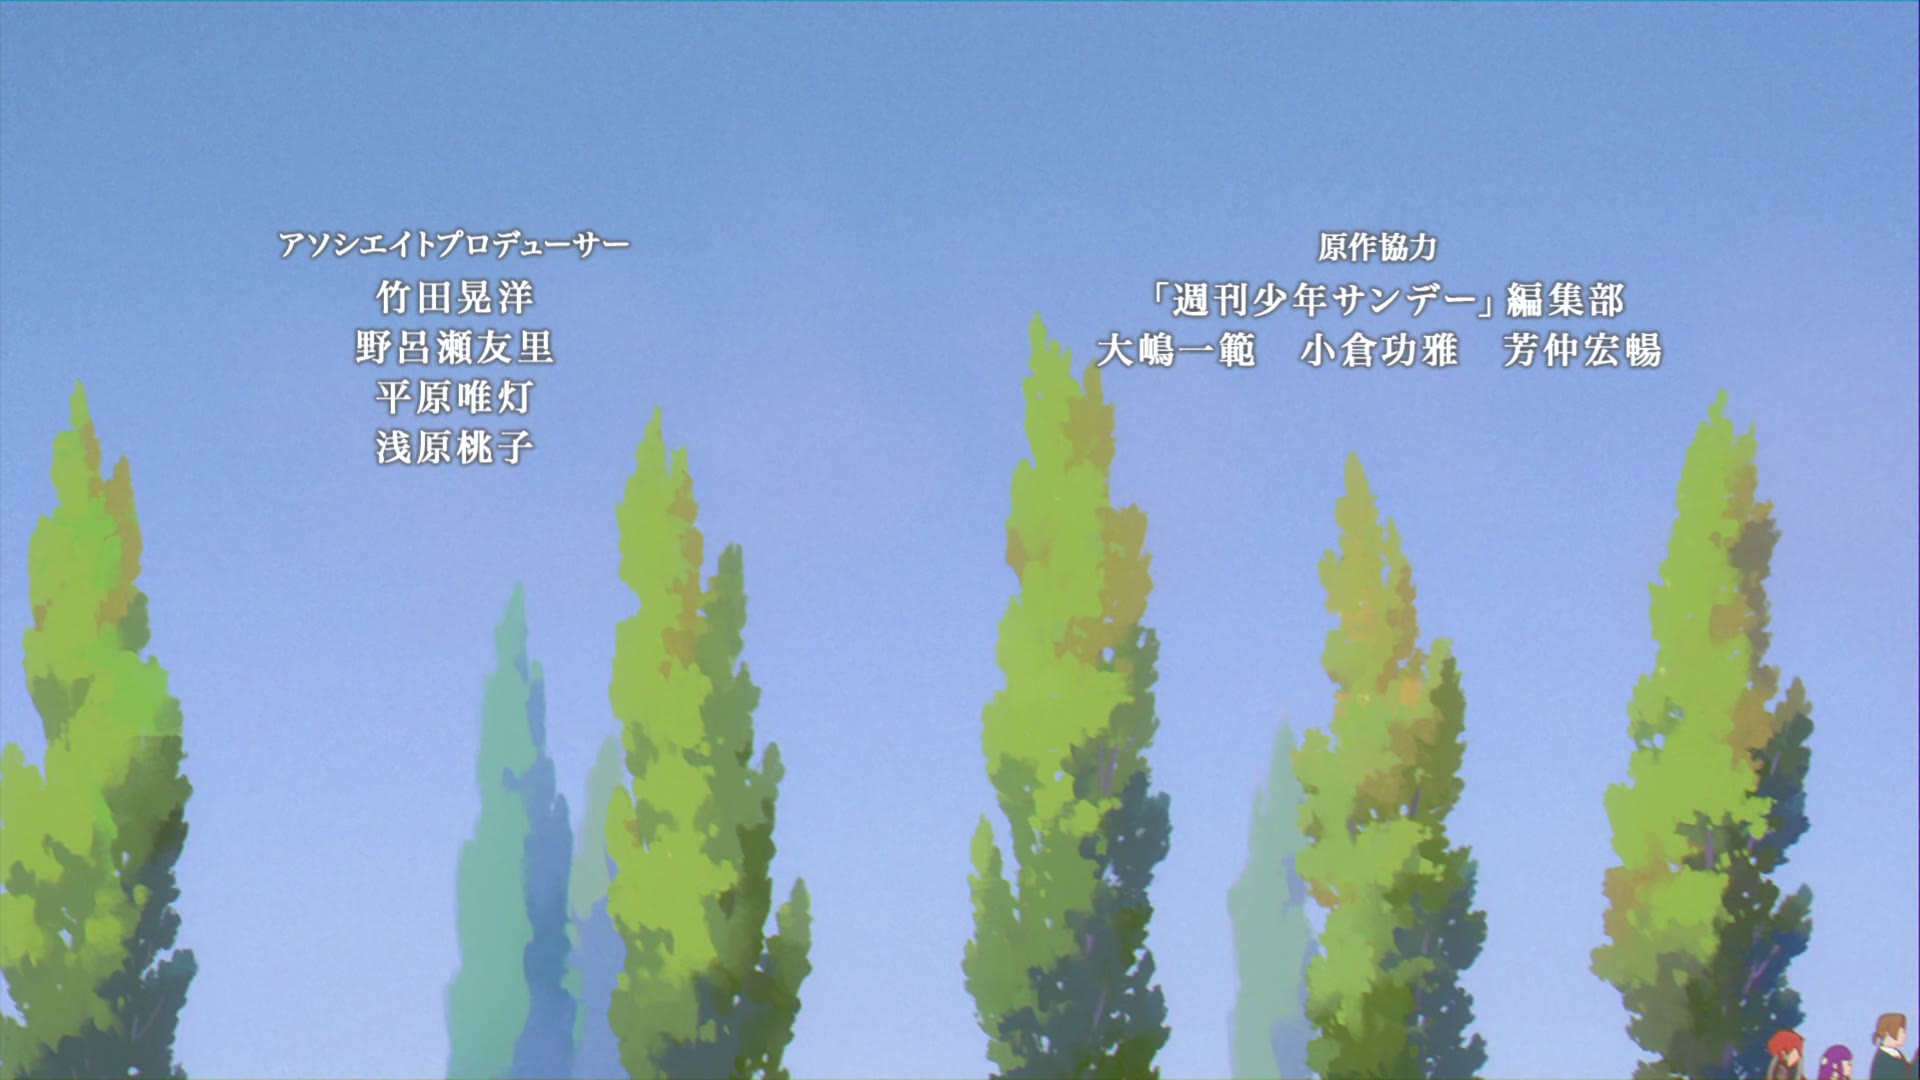 アソシエイトプロデューサー
竹田晃洋
野呂瀬友里
平原唯灯
浅原桃子
原作協力
「週刊少年サンデー」編集部
大嶋一範　小倉功雅　芳仲宏暢